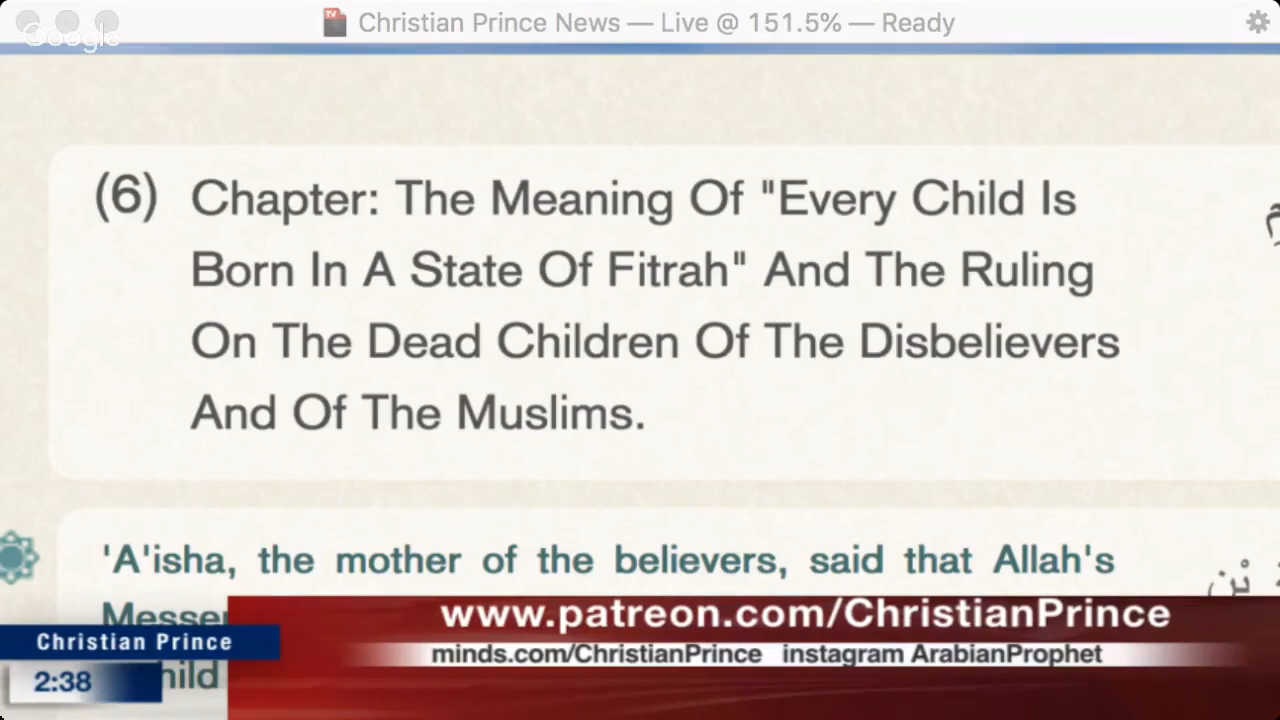 Christian Prince News — Live @ 151.5% — Ready
Google
TV
(6) Chapter: The Meaning Of "Every Child Is
Born In A State Of Fitrah" And The Ruling
On The Dead Children Of The Disbelievers
And Of The Muslims.
'A'isha, the mother of the believers, said that Allah's
www.patreon.com/ChristianPrince
Christian Prince
minds.com/ChristianPrince instagram ArabianProphet
2:38